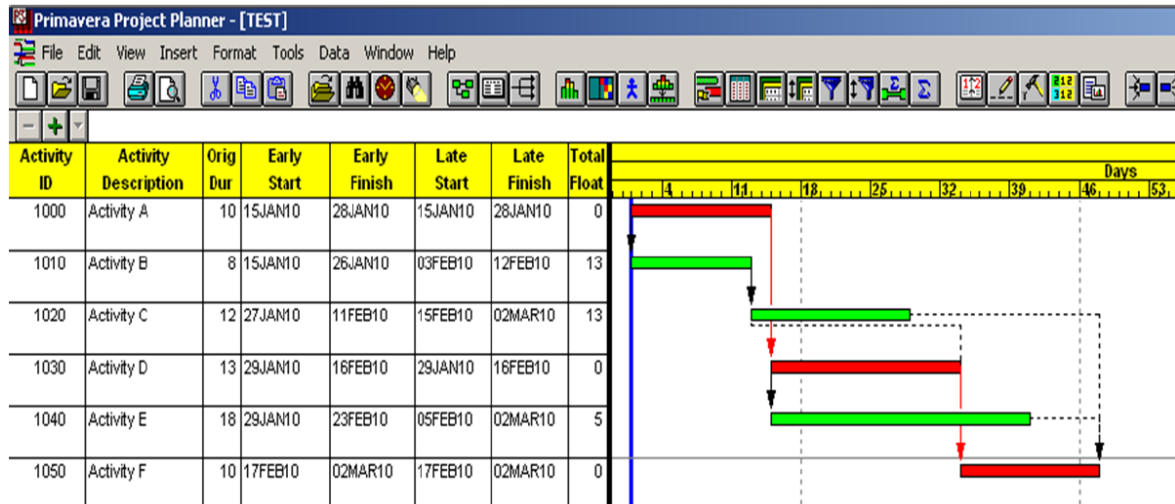 Primavera Project Planner - [TEST]
File Edit View Insert Format Tools Data Window Help
Activity Activity Orig Early Early Late Late Total
Days
ID Description Dur Start Finish Start Finish Float 4 11 18 25 32 39 46 53
1000 Activity A 10 15JAN10 28JAN10 15JAN10 28JAN10 0
1010 Activity B 8 15JAN10 26JAN10 03FEB10 12FEB10 13
1020 Activity C 12 27JAN10 11FEB10 15FEB10 02MAR10 13
1030 Activity D 13 29JAN10 16FEB10 29JAN10 16FEB10 0
1040 Activity E 18 29JAN10 23FEB10 05FEB10 02MAR10 5
1050 Activity F 10 17FEB10 02MAR10 17FEB10 02MAR10 0